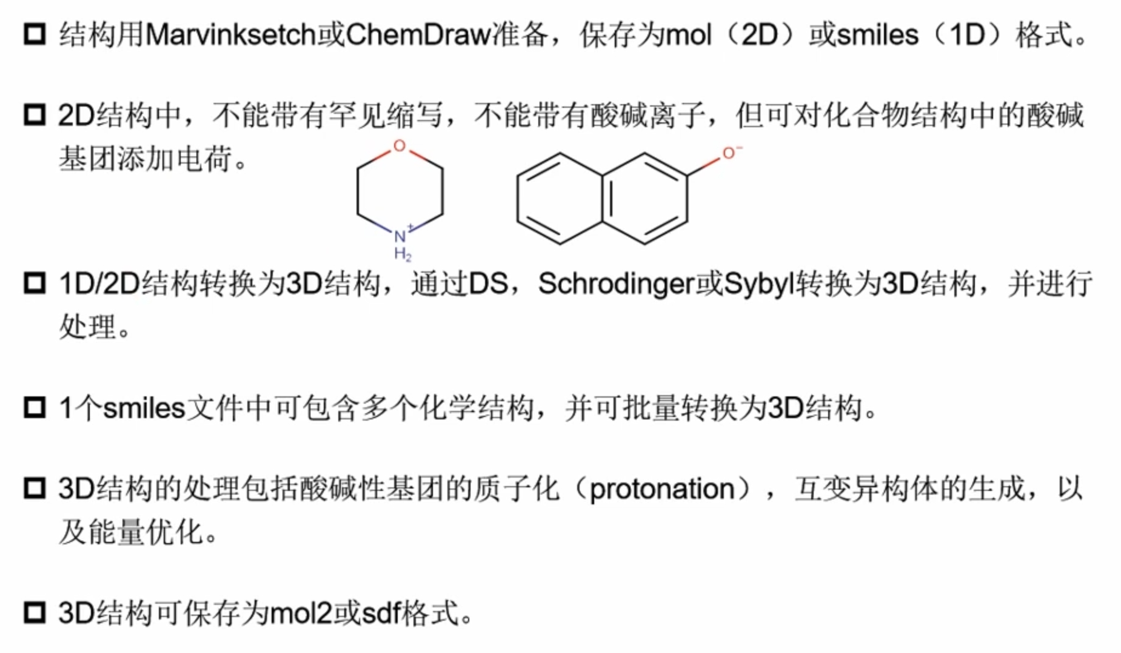 结构用Marvinksetch或ChemDraw准备，保存为mol（2D）或smiles（1D）格式。
2D结构中，不能带有罕见缩写，不能带有酸碱离子，但可对化合物结构中的酸碱
基团添加电荷。
O
O⁻
N⁺
H₂
1D/2D结构转换为3D结构，通过DS，Schrodinger或Sybyl转换为3D结构，并进行
处理。
1个smiles文件中可包含多个化学结构，并可批量转换为3D结构。
3D结构的处理包括酸碱性基团的质子化（protonation），互变异构体的生成，以
及能量优化。
3D结构可保存为mol2或sdf格式。